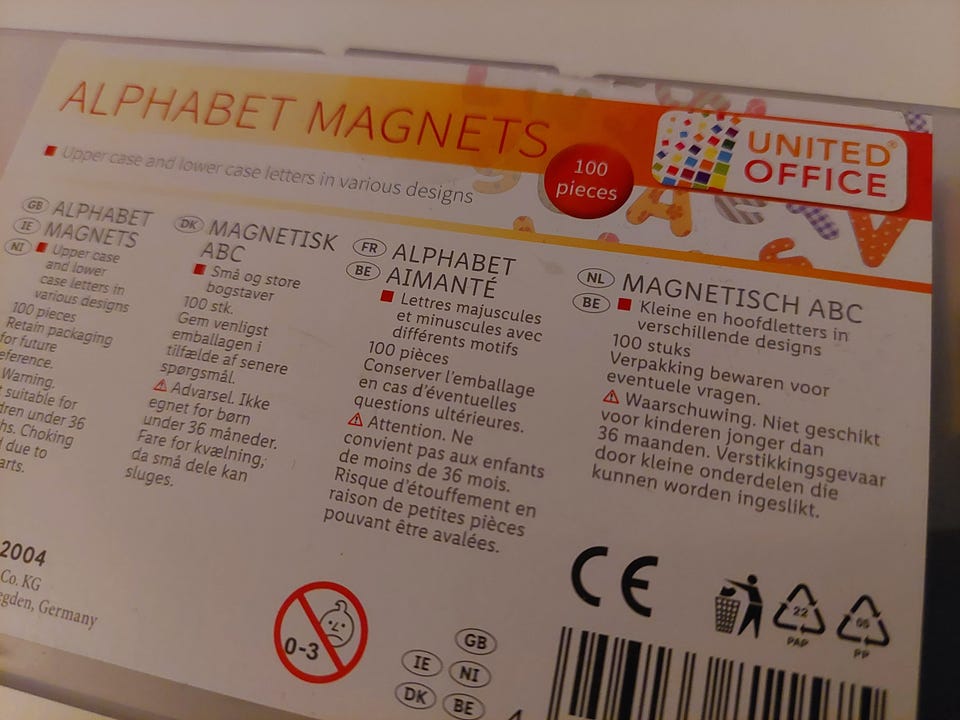 ALPHABET MAGNETS
Upper case and lower case letters in various designs
100
pieces
UNITED
OFFICE®
GB
IE
NI
ALPHABET
MAGNETS
Upper case
and lower
case letters in
various designs
100 pieces
Retain packaging
for future
eference.
Warning.
suitable for
dren under 36
hs. Choking
due to
arts.
DK
MAGNETISK
ABC
Små og store
bogstaver
100 stk.
Gem venligst
emballagen i
tilfælde af senere
spørgsmål.
Advarsel. Ikke
egnet for børn
under 36 måneder.
Fare for kvælning,
da små dele kan
sluges.
FR
BE
ALPHABET
AIMANTÉ
Lettres majuscules
et minuscules avec
différents motifs
100 pièces
Conserver l'emballage
en cas d'éventuelles
questions ultérieures.
Attention. Ne
convient pas aux enfants
de moins de 36 mois.
Risque d'étouffement en
raison de petites pièces
pouvant être avalées.
NL
BE
MAGNETISCH ABC
Kleine en hoofdletters in
verschillende designs
100 stuks
Verpakking bewaren voor
eventuele vragen.
Waarschuwing. Niet geschikt
voor kinderen jonger dan
36 maanden. Verstikkingsgevaar
door kleine onderdelen die
kunnen worden ingeslikt.
2004
Co. KG
egden, Germany
0-3
GB
IE NI
DK BE
CE
22
PAP
05
PP
4